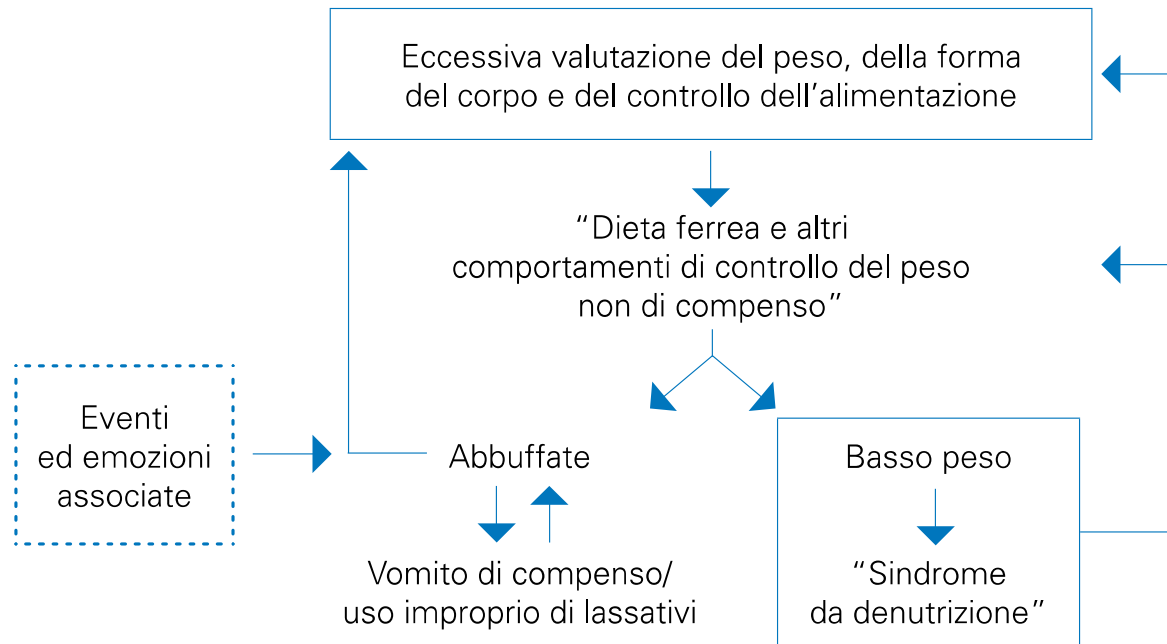 Eccessiva valutazione del peso, della forma
del corpo e del controllo dell'alimentazione
“Dieta ferrea e altri
comportamenti di controllo del peso
non di compenso”
Eventi
ed emozioni
associate
Abbuffate
Basso peso
Vomito di compenso/
uso improprio di lassativi
“Sindrome
da denutrizione”